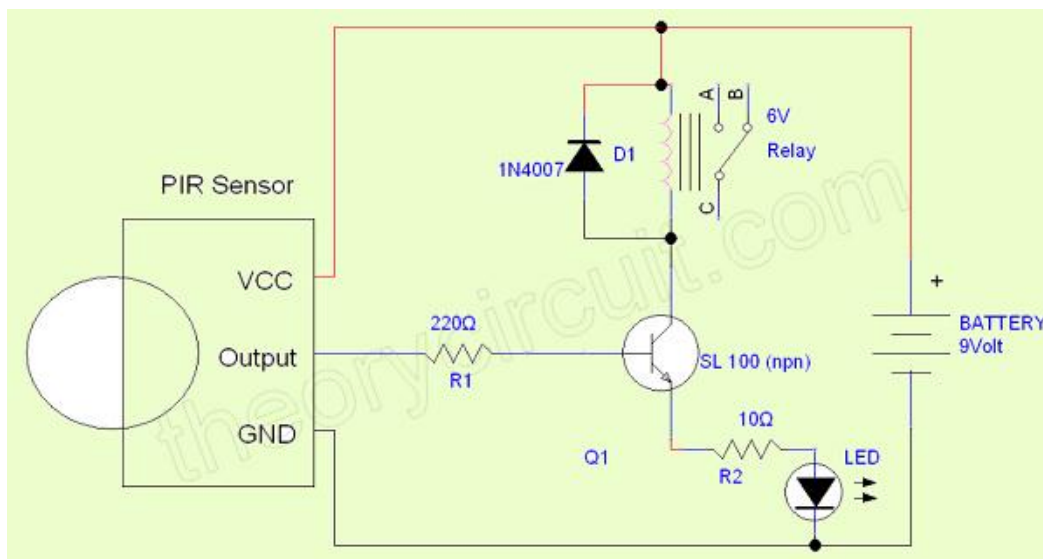 PIR Sensor
VCC
Output
GND
220Ω
R1
1N4007
D1
A
B
C
6V
Relay
SL 100 (npn)
Q1
10Ω
R2
LED
+
BATTERY
9Volt
theorycircuit.com